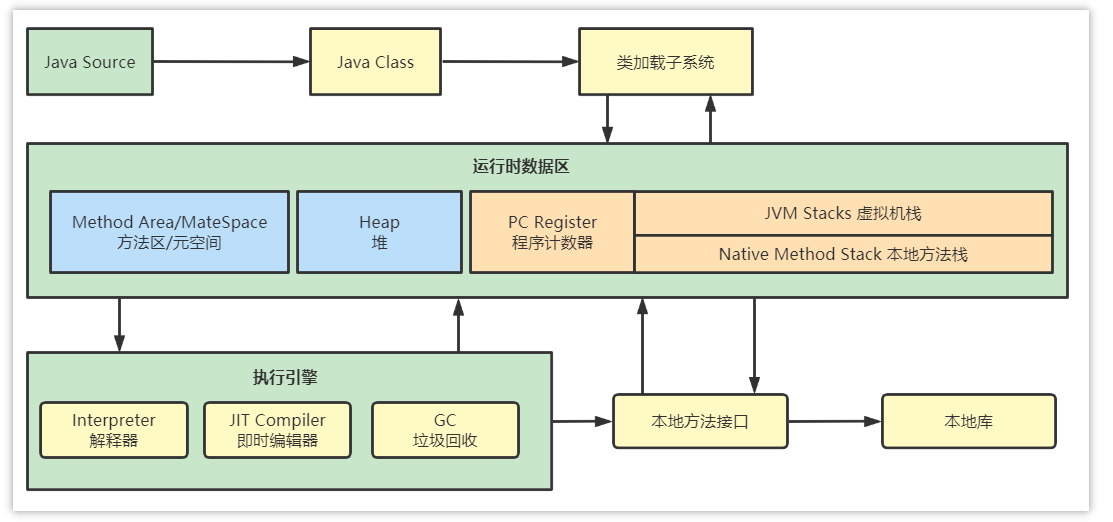 Java Source
Java Class
类加载子系统
运行时数据区
Method Area/MateSpace
方法区/元空间
Heap
堆
PC Register
程序计数器
JVM Stacks 虚拟机栈
Native Method Stack 本地方法栈
执行引擎
Interpreter
解释器
JIT Compiler
即时编辑器
GC
垃圾回收
本地方法接口
本地库